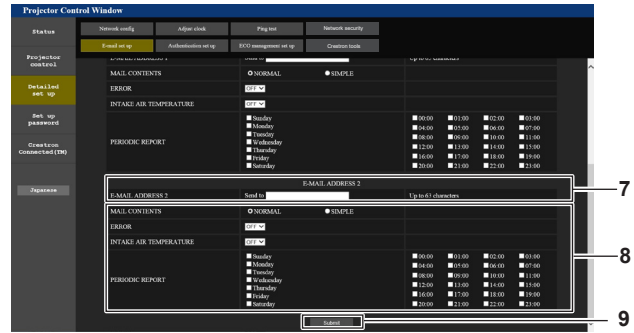 Projector Control Window
Status
Network config
Adjust clock
Ping test
Network security
E-mail set up
Authentication set up
ECO management set up
Crestron tools
Projector control
Detailed set up
Set up password
Crestron Connected(TM)
Japanese
E-MAIL ADDRESS 1 Send to Up to 63 characters
MAIL CONTENTS NORMAL SIMPLE
ERROR OFF
INTAKE AIR TEMPERATURE OFF
PERIODIC REPORT
Sunday
Monday
Tuesday
Wednesday
Thursday
Friday
Saturday
00:00 01:00 02:00 03:00
04:00 05:00 06:00 07:00
08:00 09:00 10:00 11:00
12:00 13:00 14:00 15:00
16:00 17:00 18:00 19:00
20:00 21:00 22:00 23:00
E-MAIL ADDRESS 2
E-MAIL ADDRESS 2 Send to Up to 63 characters
7
MAIL CONTENTS NORMAL SIMPLE
ERROR OFF
INTAKE AIR TEMPERATURE OFF
8
PERIODIC REPORT
Sunday
Monday
Tuesday
Wednesday
Thursday
Friday
Saturday
00:00 01:00 02:00 03:00
04:00 05:00 06:00 07:00
08:00 09:00 10:00 11:00
12:00 13:00 14:00 15:00
16:00 17:00 18:00 19:00
20:00 21:00 22:00 23:00
Submit
9